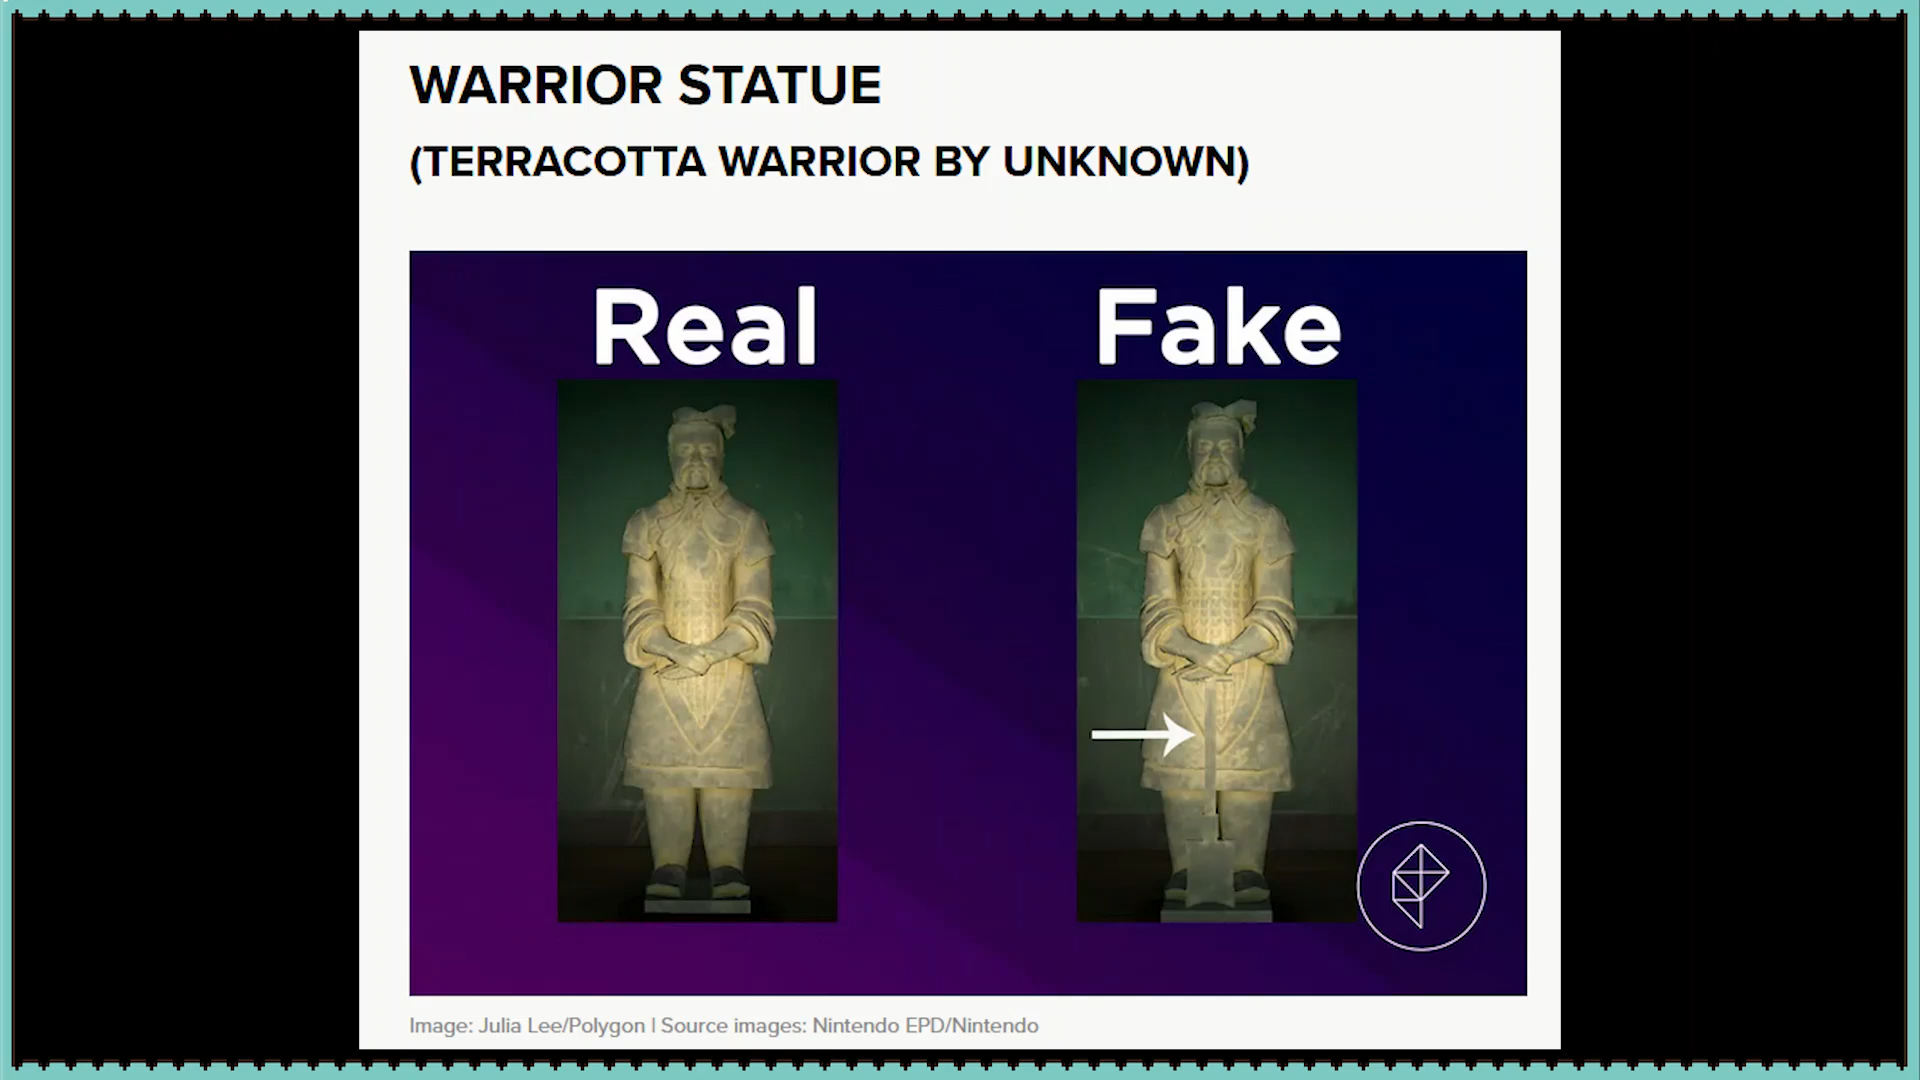 WARRIOR STATUE
(TERRACOTTA WARRIOR BY UNKNOWN)
Real
Fake
Image: Julia Lee/Polygon | Source images: Nintendo EPD/Nintendo